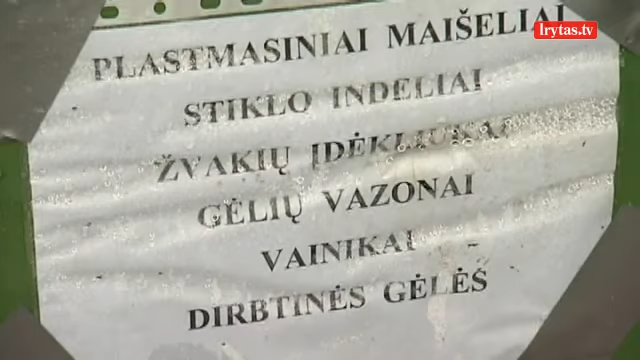 lrytas.tv
PLASTMASINIAI MAIŠELIAI
STIKLO INDELIAI
ŽVAKIŲ ĮDĖKLIUKAI
GĖLIŲ VAZONAI
VAINIKAI
DIRBTINĖS GĖLĖS